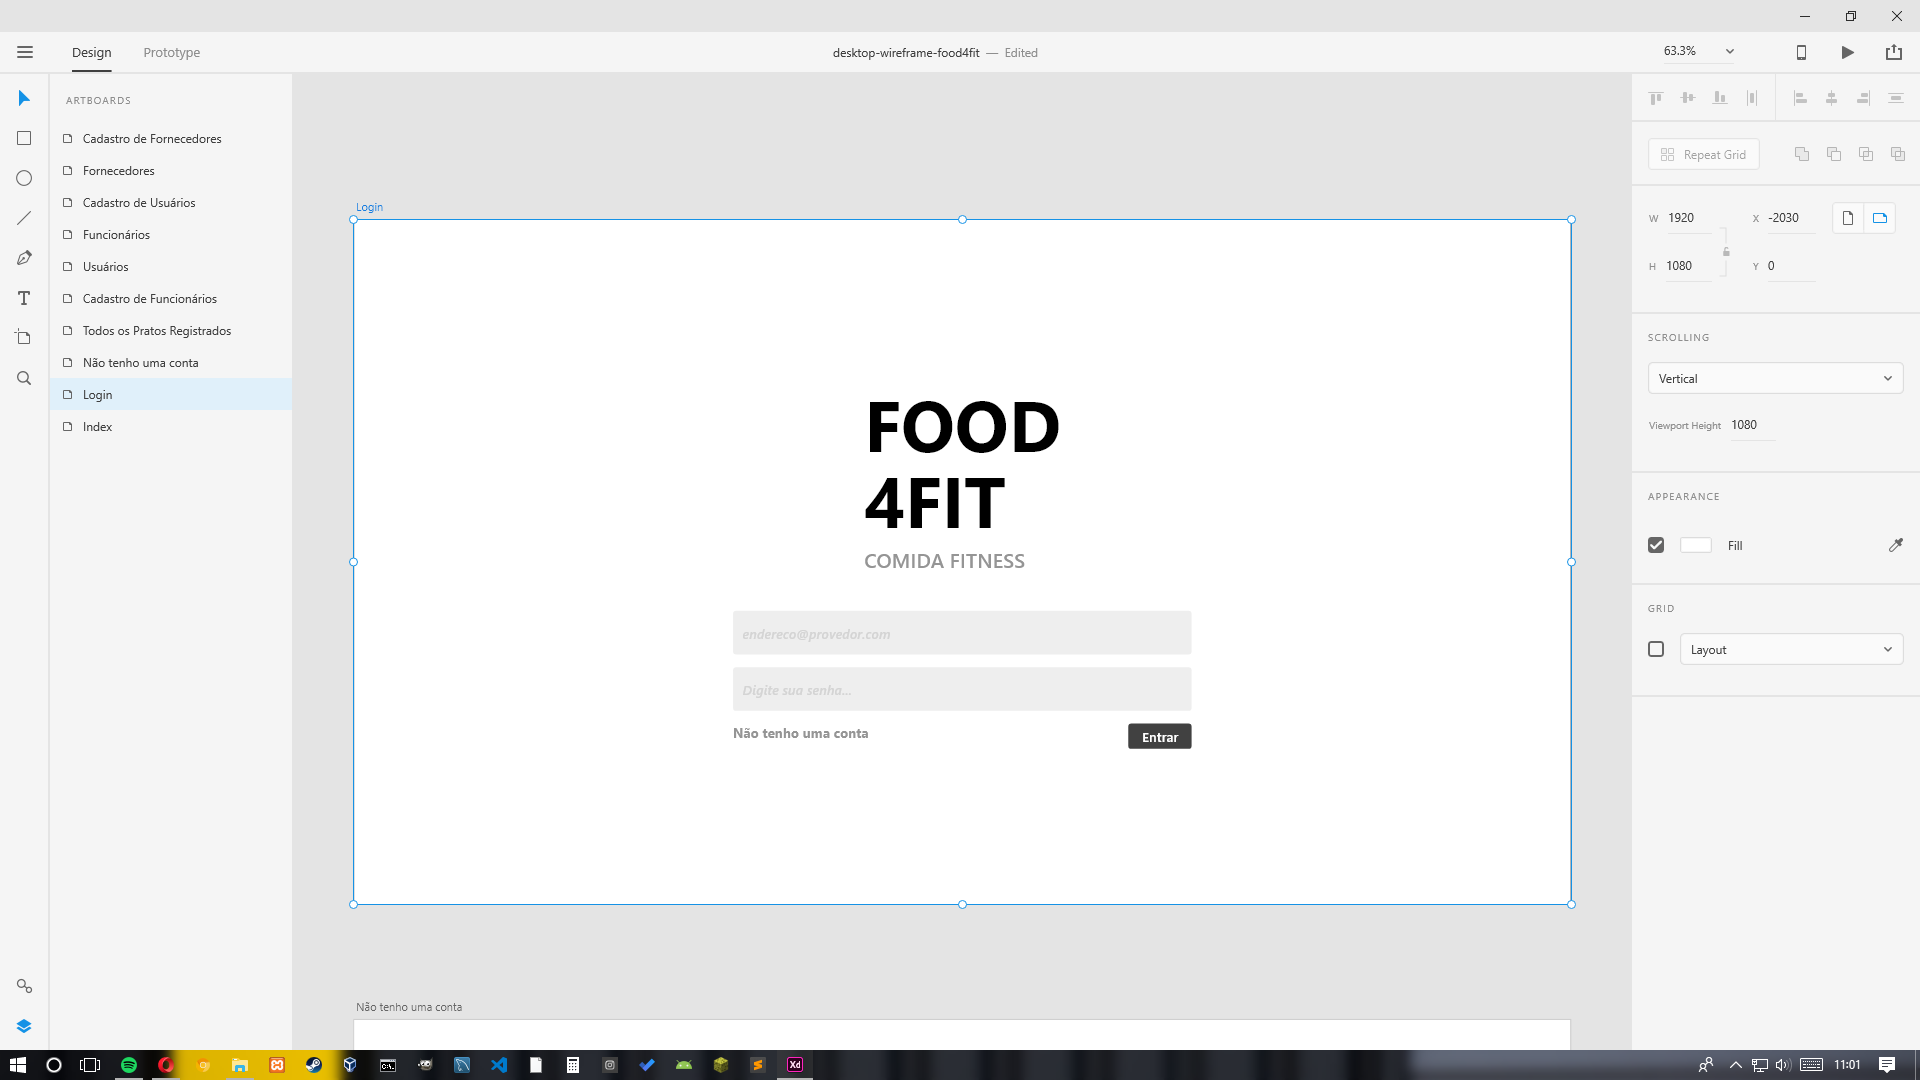 Design
Prototype
desktop-wireframe-food4fit — Edited
63.3%
ARTBOARDS
Cadastro de Fornecedores
Fornecedores
Cadastro de Usuários
Funcionários
Usuários
Cadastro de Funcionários
Todos os Pratos Registrados
Não tenho uma conta
Login
Index
Login
FOOD
4FIT
COMIDA FITNESS
endereco@provedor.com
Digite sua senha...
Não tenho uma conta
Entrar
Não tenho uma conta
Repeat Grid
W 1920
X -2030
H 1080
Y 0
SCROLLING
Vertical
Viewport Height 1080
APPEARANCE
Fill
GRID
Layout
Xd
11:01